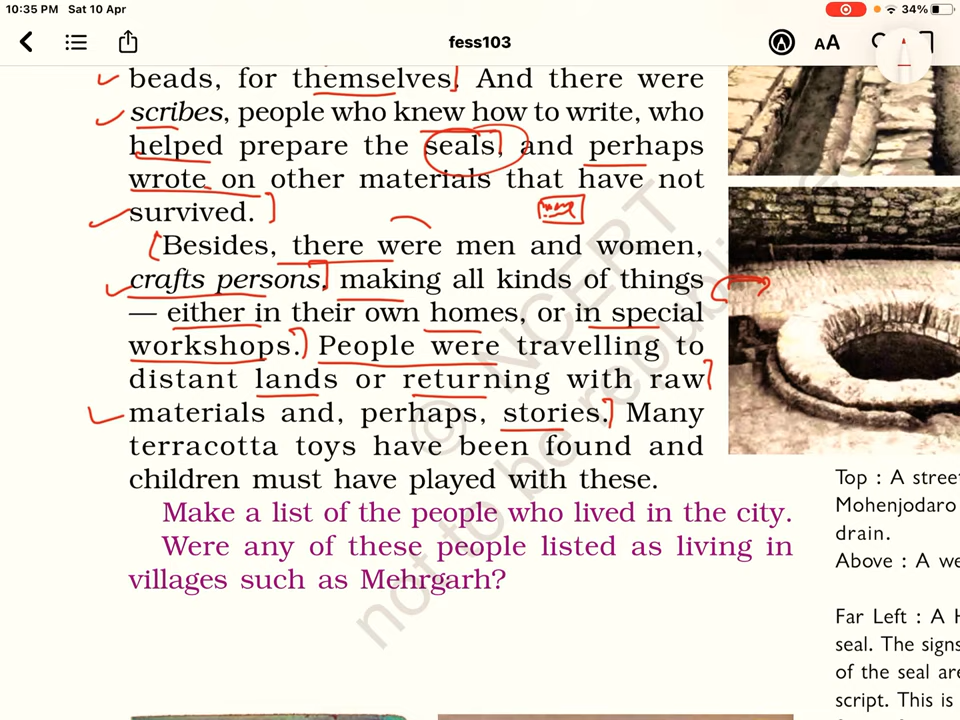 10:35 PM Sat 10 Apr
34%
fess103
AA
beads, for themselves. And there were
scribes, people who knew how to write, who
helped prepare the seals, and perhaps
wrote on other materials that have not
survived.
Besides, there were men and women,
crafts persons, making all kinds of things
— either in their own homes, or in special
workshops. People were travelling to
distant lands or returning with raw
materials and, perhaps, stories. Many
terracotta toys have been found and
children must have played with these.
Make a list of the people who lived in the city.
Were any of these people listed as living in
villages such as Mehrgarh?
© NCERT
not to be republi
Top : A stree
Mohenjodaro
drain.
Above : A we
Far Left : A H
seal. The signs
of the seal are
script. This is